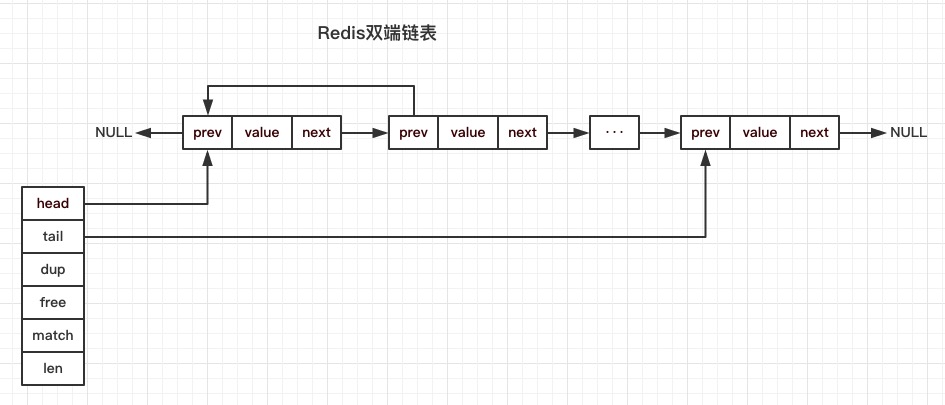 Redis双端链表
NULL prev value next prev value next ··· prev value next NULL
head
tail
dup
free
match
len